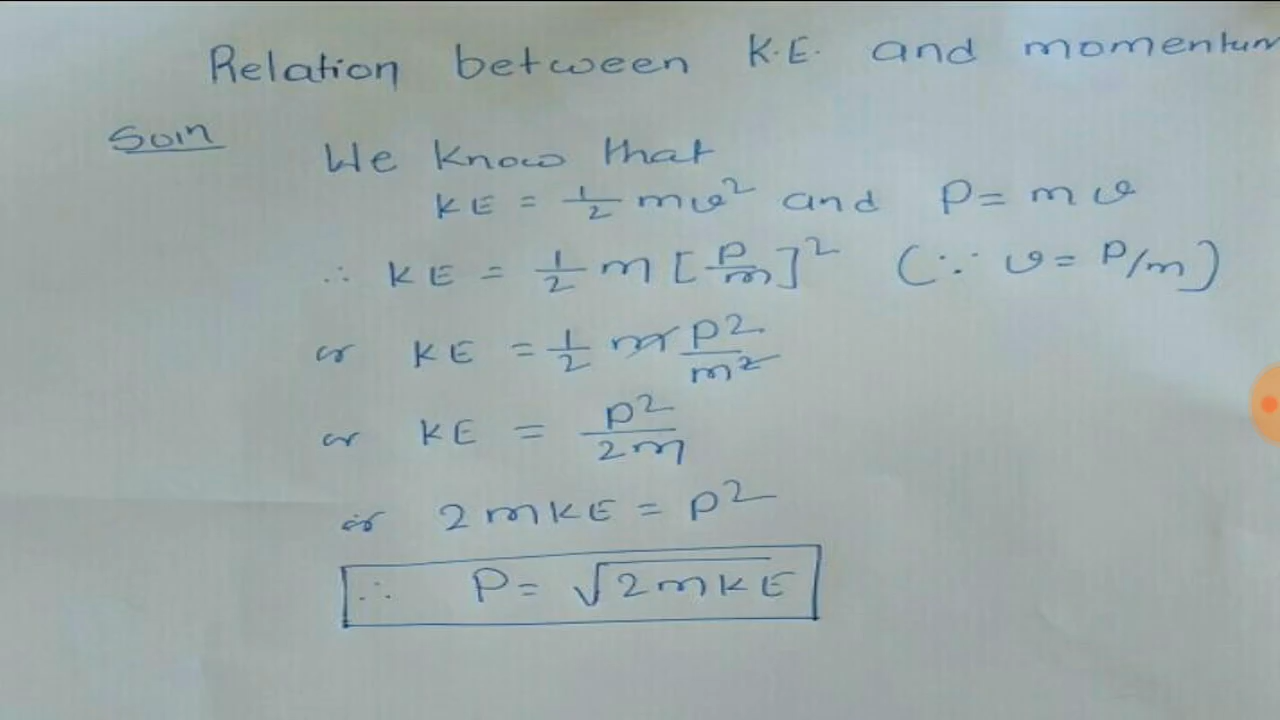 Relation between K.E. and momentum
Soln
We know that
KE = 1/2 mv² and P = mv
∴ KE = 1/2 m [P/m]² (∵ v = P/m)
or KE = 1/2 m P²/m²
or KE = P²/2m
or 2mKE = P²
∴ P = √2mKE